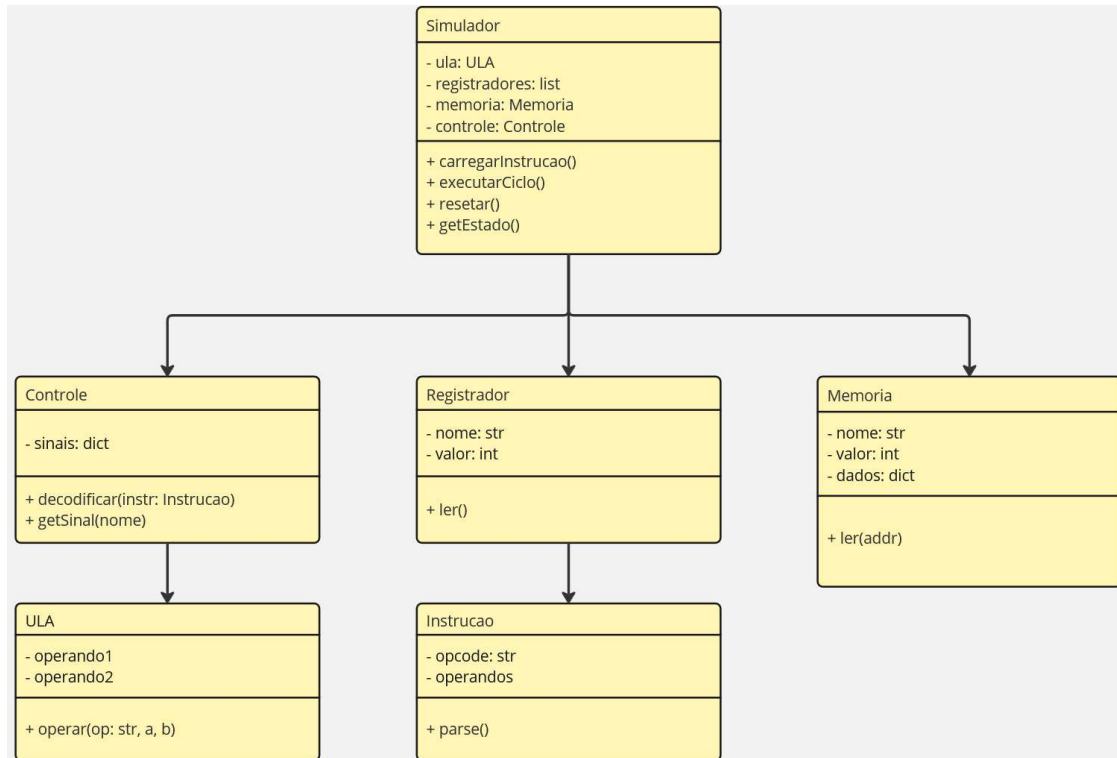 Simulador
- ula: ULA
- registradores: list
- memoria: Memoria
- controle: Controle
+ carregarInstrucao()
+ executarCiclo()
+ resetar()
+ getEstado()
Controle
- sinais: dict
+ decodificar(instr: Instrucao)
+ getSinal(nome)
Registrador
- nome: str
- valor: int
+ ler()
Memoria
- nome: str
- valor: int
- dados: dict
+ ler(addr)
ULA
- operando1
- operando2
+ operar(op: str, a, b)
Instrucao
- opcode: str
- operandos
+ parse()